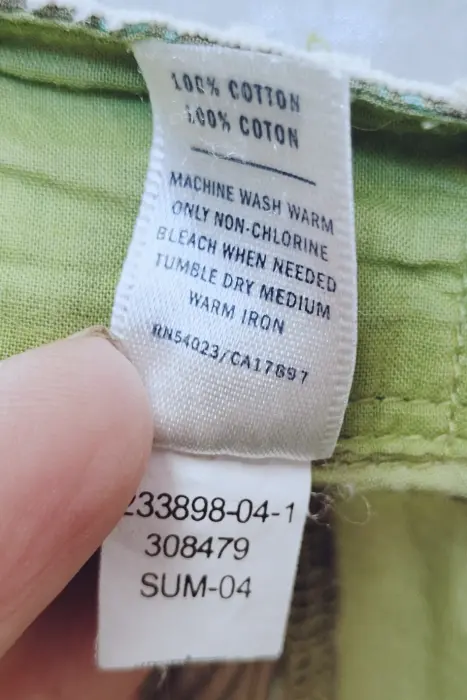 100% COTTON
100% COTON
MACHINE WASH WARM
ONLY NON-CHLORINE
BLEACH WHEN NEEDED
TUMBLE DRY MEDIUM
WARM IRON
RN54023/CA17897
233898-04-1
308479
SUM-04